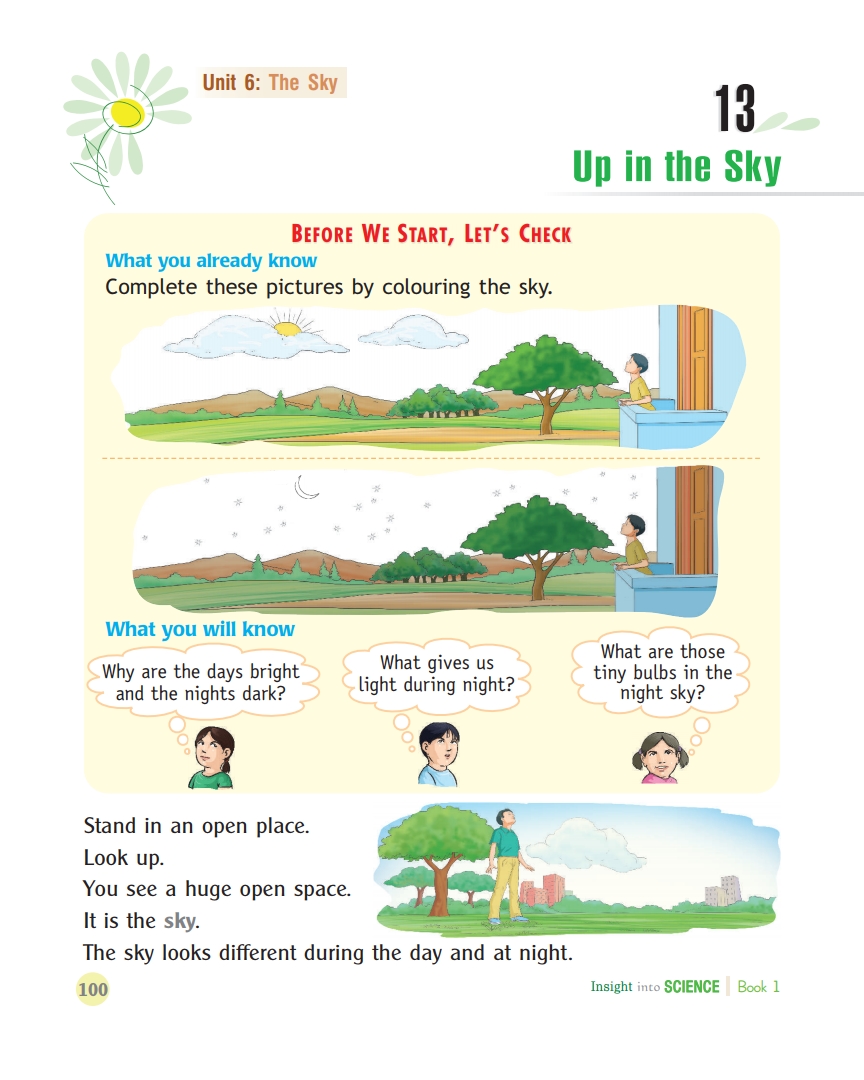 Unit 6: The Sky
13
Up in the Sky
BEFORE WE START, LET'S CHECK
What you already know
Complete these pictures by colouring the sky.
What you will know
Why are the days bright
and the nights dark?
What gives us
light during night?
What are those
tiny bulbs in the
night sky?
Stand in an open place.
Look up.
You see a huge open space.
It is the sky.
The sky looks different during the day and at night.
100
Insight into SCIENCE | Book 1